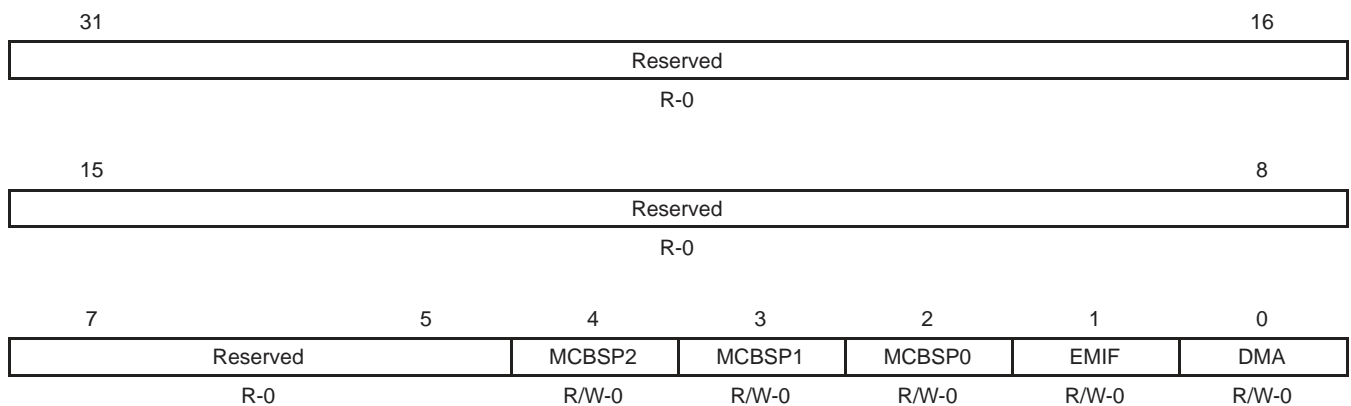 31 16
Reserved
R-0
15 8
Reserved
R-0
7 5 4 3 2 1 0
Reserved MCBSP2 MCBSP1 MCBSP0 EMIF DMA
R-0 R/W-0 R/W-0 R/W-0 R/W-0 R/W-0